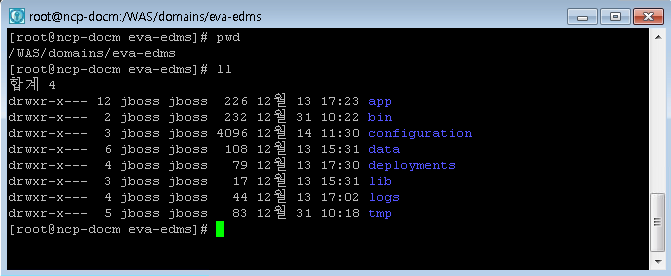 root@ncp-docm:/WAS/domains/eva-edms
[root@ncp-docm eva-edms]# pwd
/WAS/domains/eva-edms
[root@ncp-docm eva-edms]# ll
합계 4
drwxr-x--- 12 jboss jboss  226 12월 13 17:23 app
drwxr-x---  2 jboss jboss  232 12월 31 10:22 bin
drwxr-x---  3 jboss jboss 4096 12월 14 11:30 configuration
drwxr-x---  6 jboss jboss  108 12월 13 15:31 data
drwxr-x---  4 jboss jboss   79 12월 13 17:30 deployments
drwxr-x---  3 jboss jboss   17 12월 13 15:31 lib
drwxr-x---  4 jboss jboss   44 12월 13 17:02 logs
drwxr-x---  5 jboss jboss   83 12월 31 10:18 tmp
[root@ncp-docm eva-edms]#